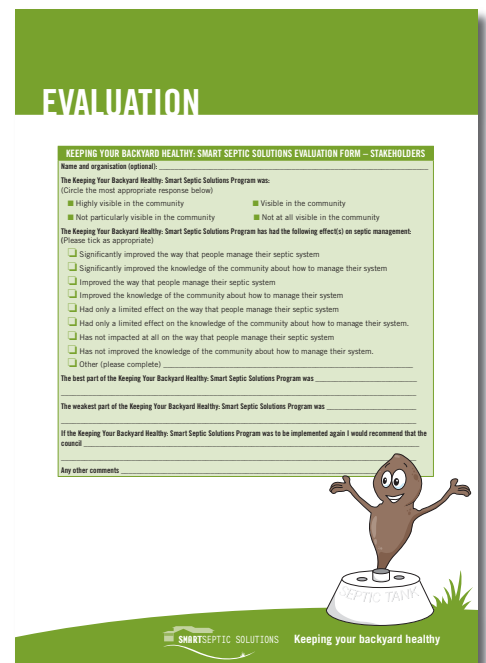 EVALUATION
KEEPING YOUR BACKYARD HEALTHY: SMART SEPTIC SOLUTIONS EVALUATION FORM – STAKEHOLDERS
Name and organisation (optional):
The Keeping Your Backyard Healthy: Smart Septic Solutions Program was:
(Circle the most appropriate response below)
Highly visible in the community Visible in the community
Not particularly visible in the community Not at all visible in the community
The Keeping Your Backyard Healthy: Smart Septic Solutions Program has had the following effect(s) on septic management:
(Please tick as appropriate)
Significantly improved the way that people manage their septic system
Significantly improved the knowledge of the community about how to manage their system
Improved the way that people manage their septic system
Improved the knowledge of the community about how to manage their system
Had only a limited effect on the way that people manage their septic system
Had only a limited effect on the knowledge of the community about how to manage their system.
Has not impacted at all on the way that people manage their septic system
Has not improved the knowledge of the community about how to manage their system.
Other (please complete)
The best part of the Keeping Your Backyard Healthy: Smart Septic Solutions Program was
The weakest part of the Keeping Your Backyard Healthy: Smart Septic Solutions Program was
If the Keeping Your Backyard Healthy: Smart Septic Solutions Program was to be implemented again I would recommend that the
council
Any other comments
SEPTIC TANK
SMARTSEPTIC SOLUTIONS Keeping your backyard healthy